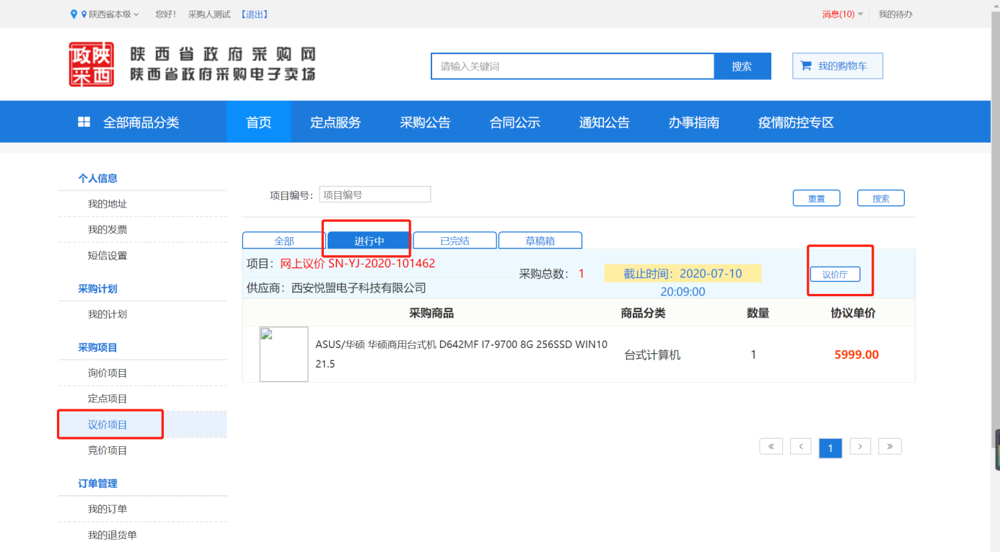 陕西省本级 您好! 采购人测试 【退出】 消息(10) 我的待办
政陕
采西
陕西省政府采购网
陕西省政府采购电子卖场
请输入关键词 搜索 我的购物车
全部商品分类 首页 定点服务 采购公告 合同公示 通知公告 办事指南 疫情防控专区
个人信息
我的地址
我的发票
短信设置
采购计划
我的计划
采购项目
询价项目
定点项目
议价项目
竞价项目
订单管理
我的订单
我的退货单
项目编号: 项目编号 重置 搜索
全部 进行中 已完结 草稿箱
项目: 网上议价 SN-YJ-2020-101462
供应商: 西安悦盟电子科技有限公司
采购总数: 1
截止时间: 2020-07-10
20:09:00
议价厅
采购商品 商品分类 数量 协议单价
ASUS/华硕 华硕商用台式机 D642MF I7-9700 8G 256SSD WIN10
21.5
台式计算机 1 5999.00
« ‹ 1 › »